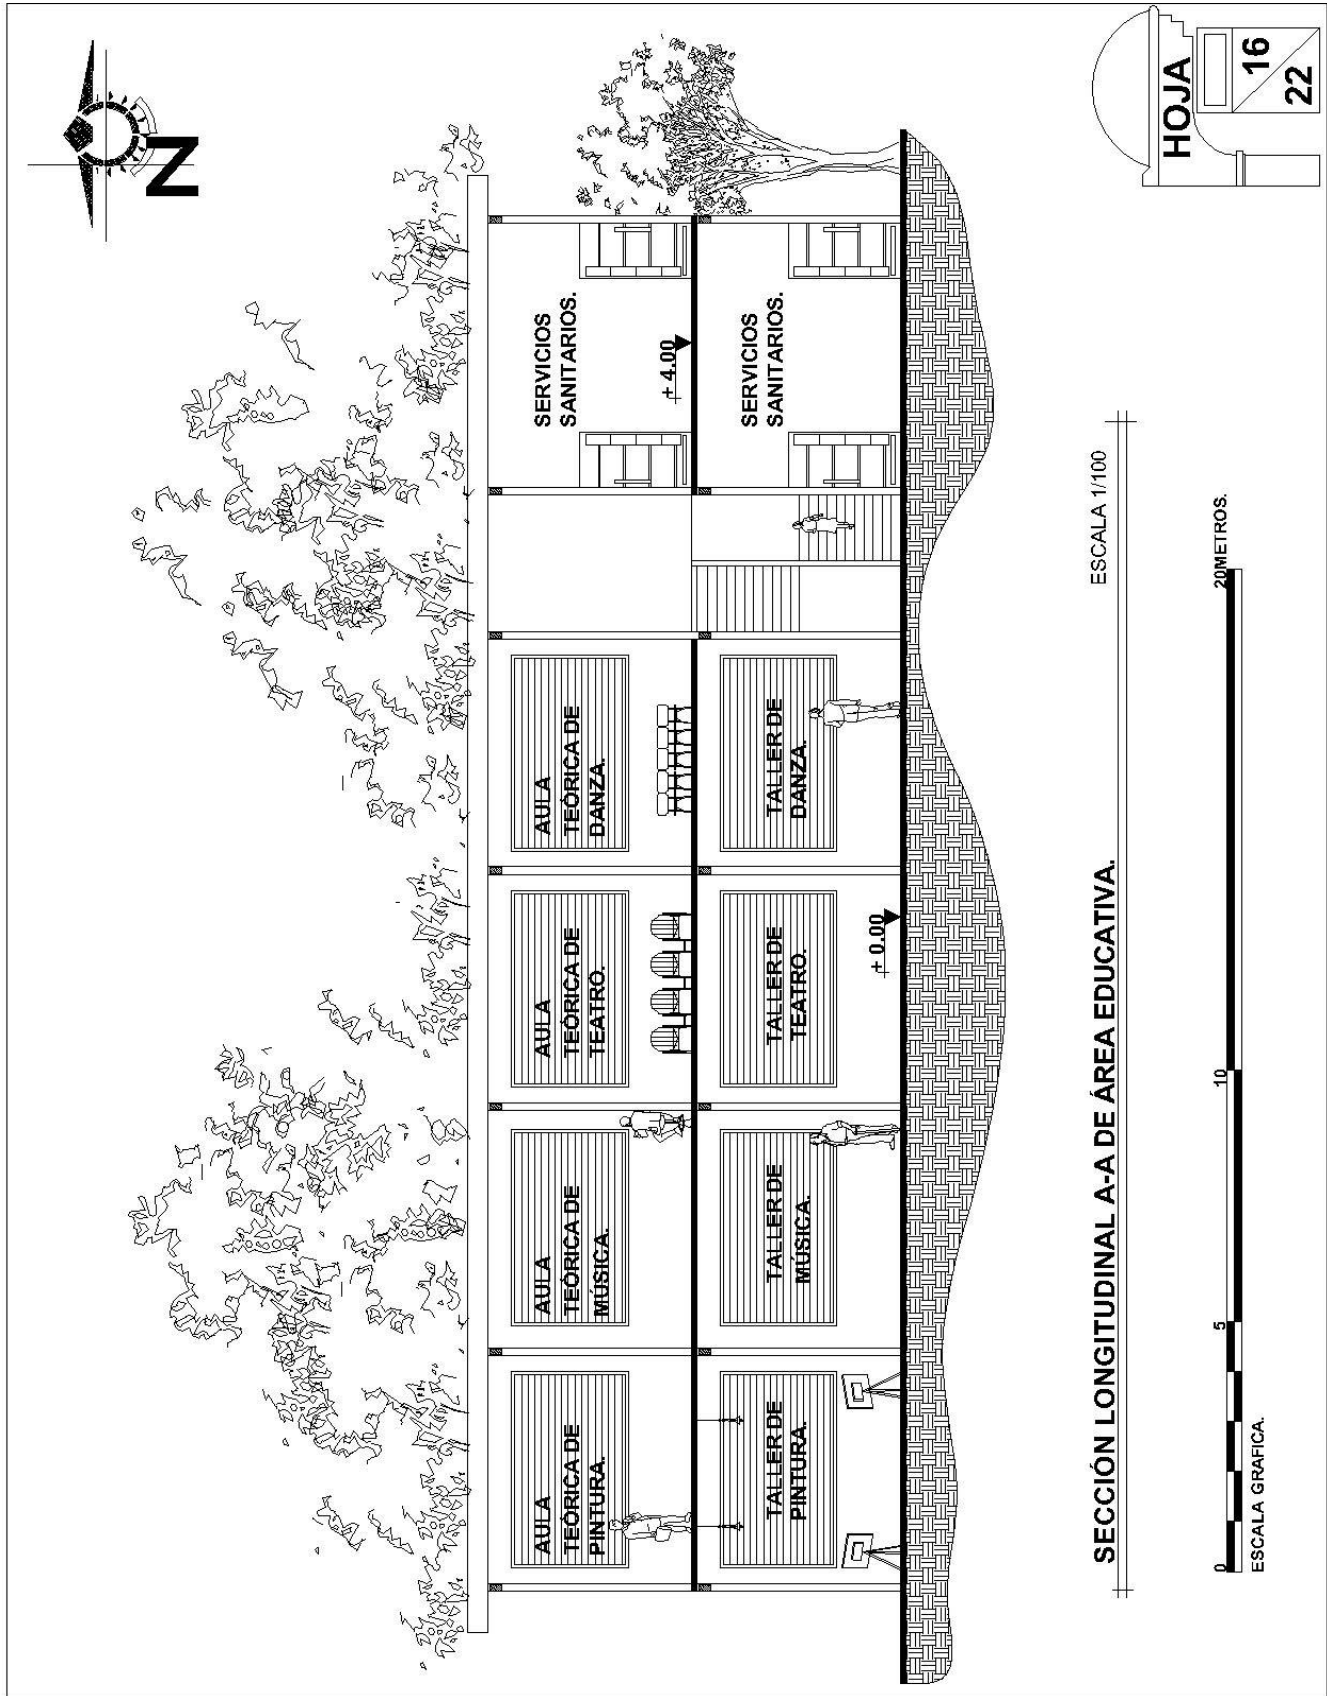 N
AULA
TEÓRICA DE
PINTURA.
AULA
TEÓRICA DE
MÚSICA.
AULA
TEÓRICA DE
TEATRO.
AULA
TEÓRICA DE
DANZA.
SERVICIOS
SANITARIOS.
+ 4.00
TALLER DE
PINTURA.
TALLER DE
MÚSICA.
TALLER DE
TEATRO.
TALLER DE
DANZA.
SERVICIOS
SANITARIOS.
+ 0.00
SECCIÓN LONGITUDINAL A-A DE ÁREA EDUCATIVA.
ESCALA 1/100
0 5 10 20METROS.
ESCALA GRAFICA.
HOJA
16
22